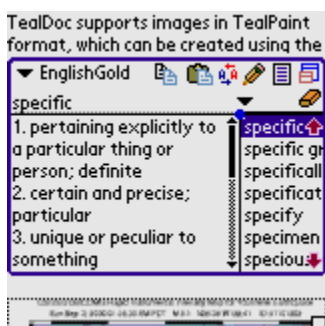 TealDoc supports images in TealPaint
format, which can be created using the
EnglishGold
specific
1. pertaining explicitly to
a particular thing or
person; definite
2. certain and precise;
particular
3. unique or peculiar to
something
specific
specific gr
specificall
specificat
specify
specimen
speciou